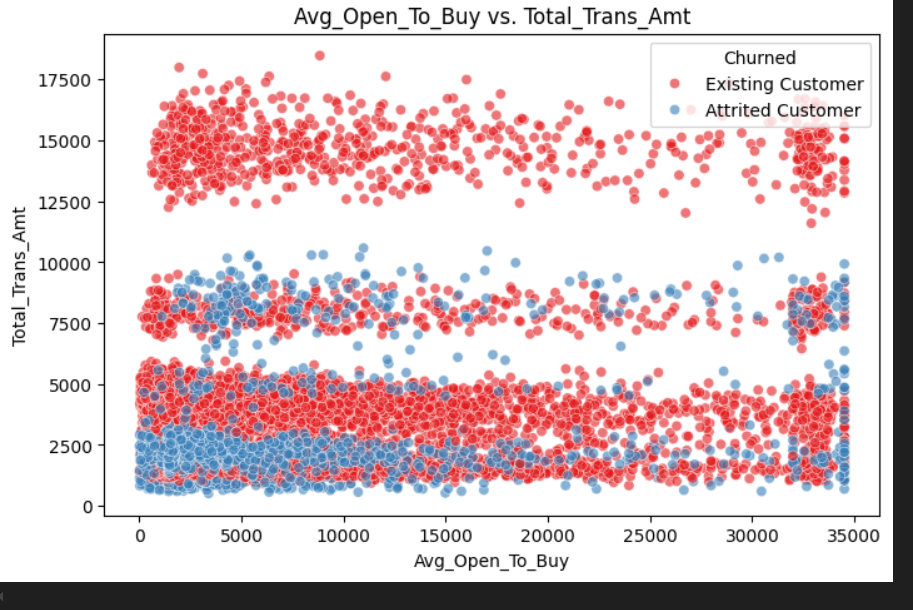 Avg_Open_To_Buy vs. Total_Trans_Amt
Churned
Existing Customer
Attrited Customer
Total_Trans_Amt
17500
15000
12500
10000
7500
5000
2500
0
0 5000 10000 15000 20000 25000 30000 35000
Avg_Open_To_Buy